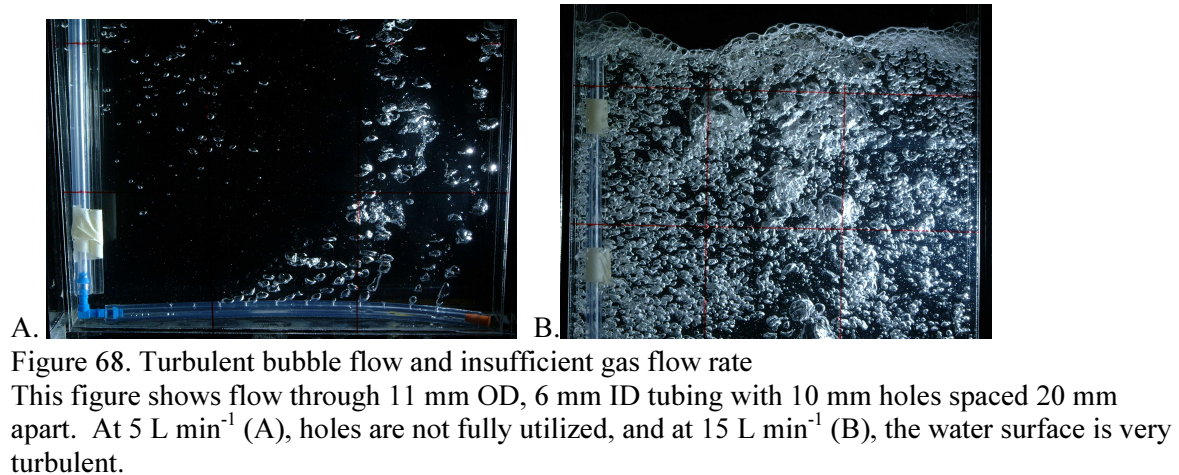 A. B.
Figure 68. Turbulent bubble flow and insufficient gas flow rate
This figure shows flow through 11 mm OD, 6 mm ID tubing with 10 mm holes spaced 20 mm
apart. At 5 L min⁻¹ (A), holes are not fully utilized, and at 15 L min⁻¹ (B), the water surface is very
turbulent.